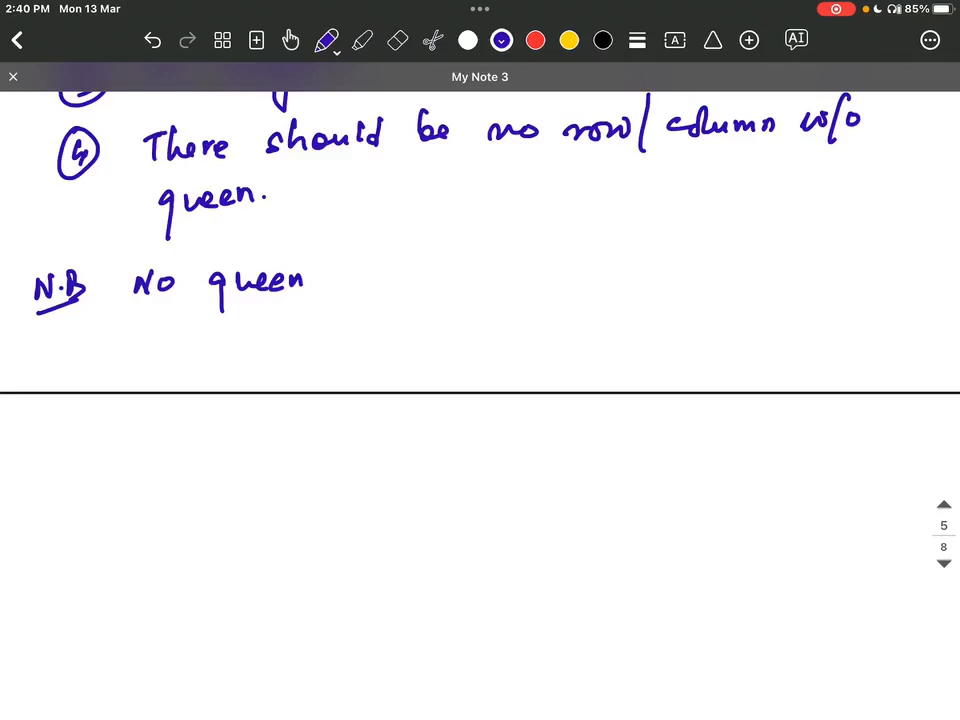 2:40 PM Mon 13 Mar
85%
A
AI
My Note 3
4 There should be no row/column w/o
queen.
N.B No queen
5
8